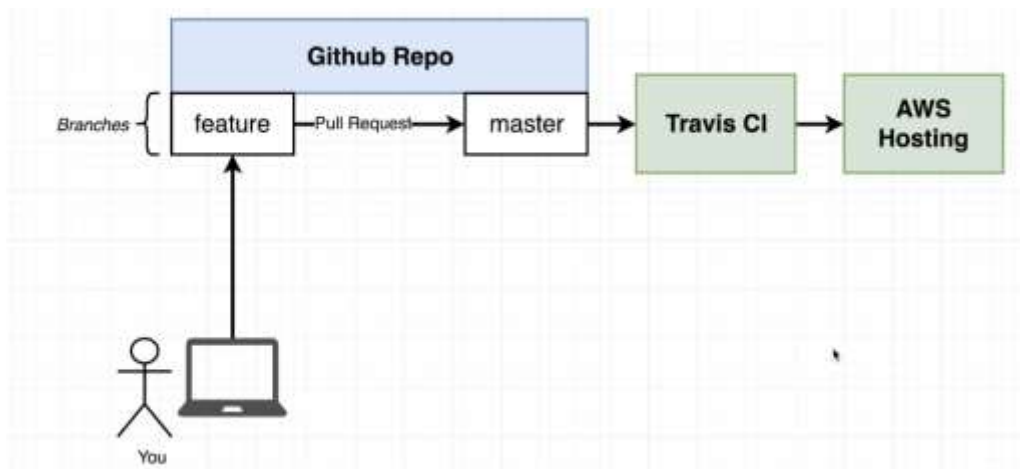 Github Repo
Branches
feature
Pull Request
master
Travis CI
AWS
Hosting
You